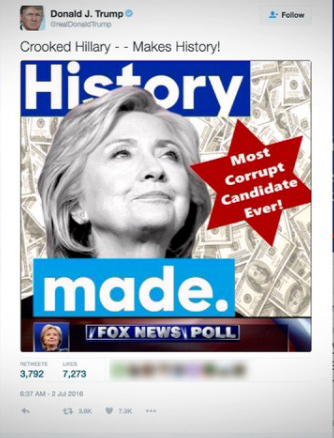 Donald J. Trump
@realDonaldTrump
Follow
Crooked Hillary - - Makes History!
History
Most
Corrupt
Candidate
Ever!
made.
FOX NEWS POLL
RETWEETS LIKES
3,792 7,273
6:37 AM - 2 Jul 2016
3.8K 7.3K